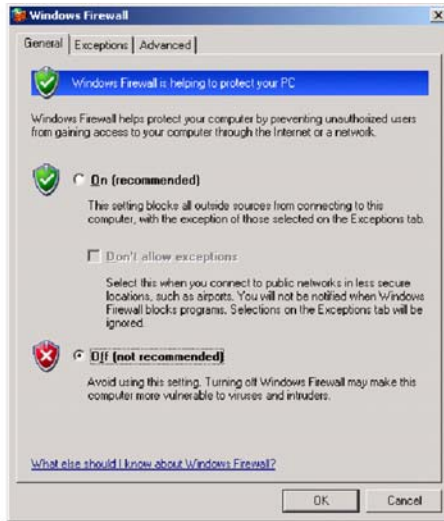 Windows Firewall
General Exceptions Advanced
Windows Firewall is helping to protect your PC
Windows Firewall helps protect your computer by preventing unauthorized users
from gaining access to your computer through the Internet or a network.
On (recommended)
This setting blocks all outside sources from connecting to this
computer, with the exception of those selected on the Exceptions tab.
Don't allow exceptions
Select this when you connect to public networks in less secure
locations, such as airports. You will not be notified when Windows
Firewall blocks programs. Selections on the Exceptions tab will be
ignored.
Off (not recommended)
Avoid using this setting. Turning off Windows Firewall may make this
computer more vulnerable to viruses and intruders.
What else should I know about Windows Firewall?
OK Cancel